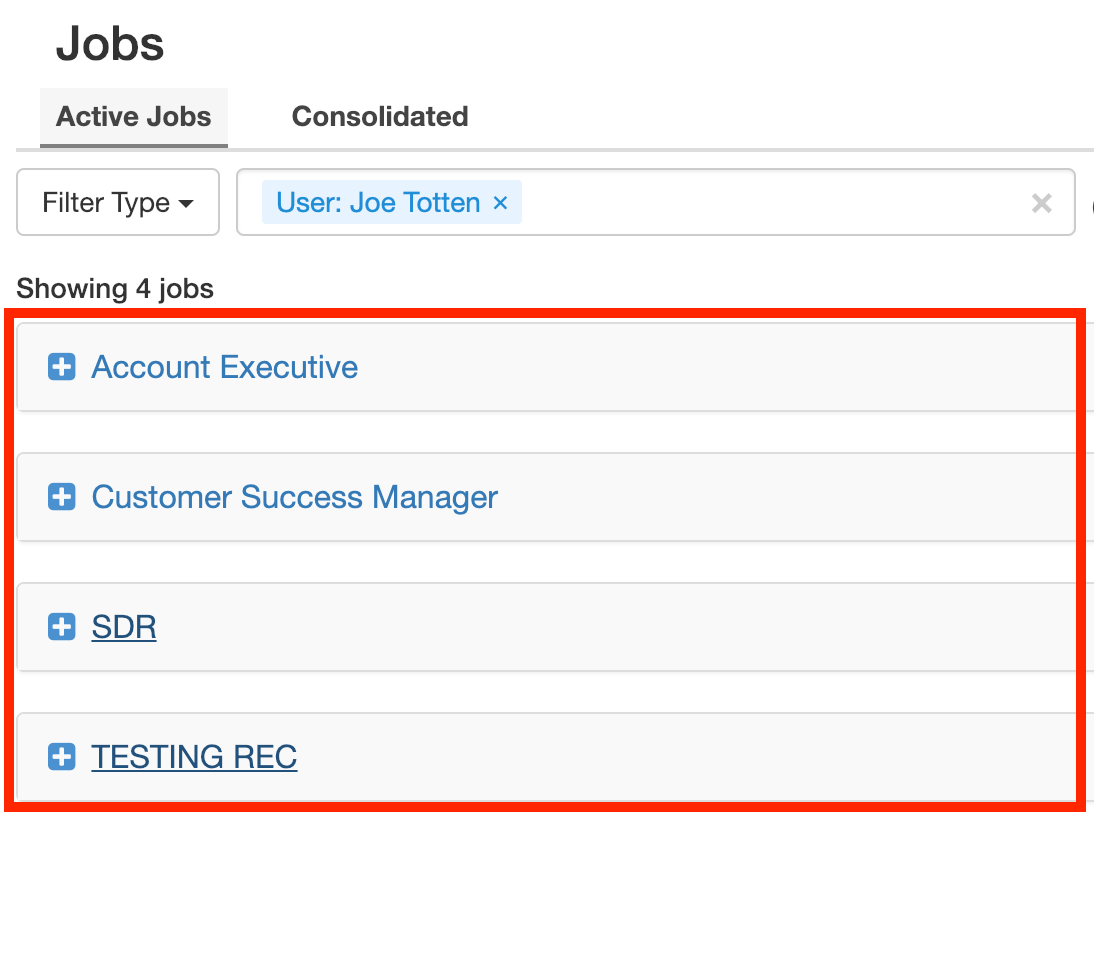 Jobs
Active Jobs Consolidated
Filter Type User: Joe Totten ×
Showing 4 jobs
Account Executive
Customer Success Manager
SDR
TESTING REC